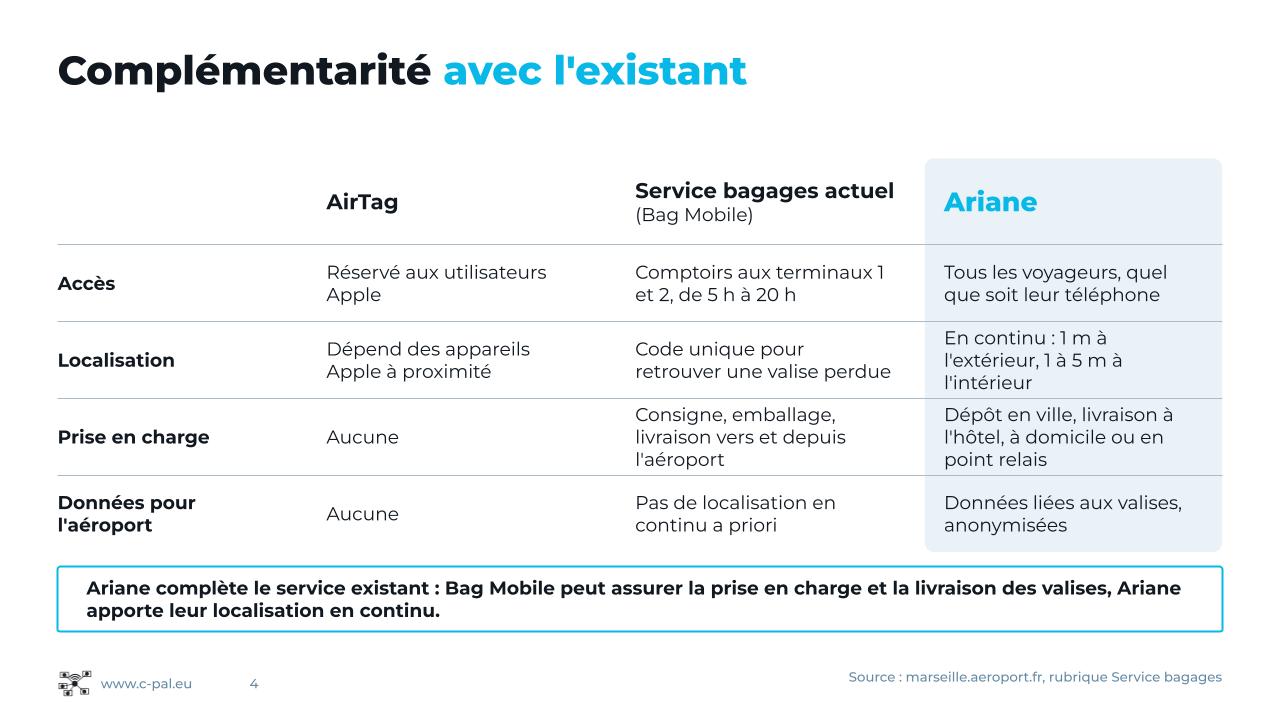 Complémentarité avec l'existant
AirTag
Service bagages actuel
(Bag Mobile)
Ariane
Accès
Réservé aux utilisateurs
Apple
Comptoirs aux terminaux 1
et 2, de 5 h à 20 h
Tous les voyageurs, quel
que soit leur téléphone
Localisation
Dépend des appareils
Apple à proximité
Code unique pour
retrouver une valise perdue
En continu : 1 m à
l'extérieur, 1 à 5 m à
l'intérieur
Prise en charge
Aucune
Consigne, emballage,
livraison vers et depuis
l'aéroport
Dépôt en ville, livraison à
l'hôtel, à domicile ou en
point relais
Données pour
l'aéroport
Aucune
Pas de localisation en
continu a priori
Données liées aux valises,
anonymisées
Ariane complète le service existant : Bag Mobile peut assurer la prise en charge et la livraison des valises, Ariane
apporte leur localisation en continu.
www.c-pal.eu
4
Source : marseille.aeroport.fr, rubrique Service bagages